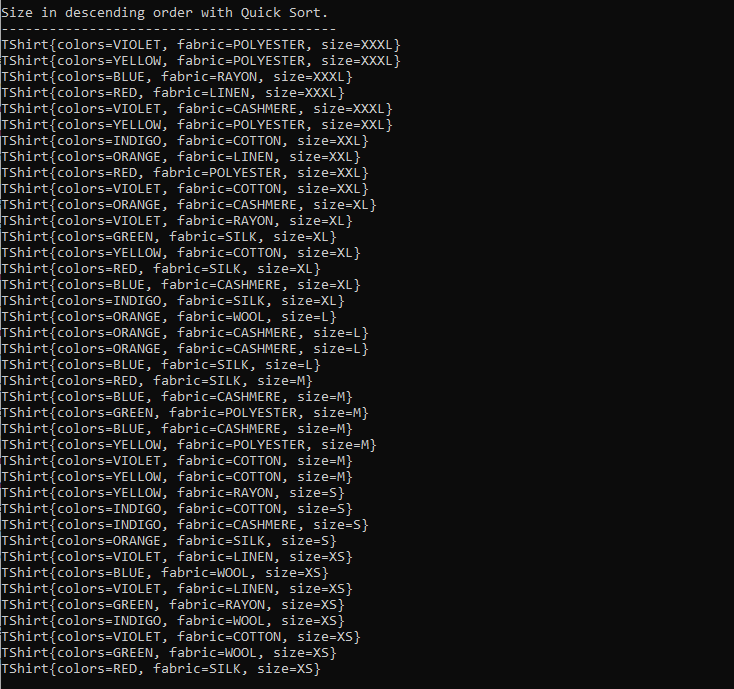 Size in descending order with Quick Sort.
------------------------------------------
TShirt{colors=VIOLET, fabric=POLYESTER, size=XXXL}
TShirt{colors=YELLOW, fabric=POLYESTER, size=XXXL}
TShirt{colors=BLUE, fabric=RAYON, size=XXXL}
TShirt{colors=RED, fabric=LINEN, size=XXXL}
TShirt{colors=VIOLET, fabric=CASHMERE, size=XXXL}
TShirt{colors=YELLOW, fabric=POLYESTER, size=XXL}
TShirt{colors=INDIGO, fabric=COTTON, size=XXL}
TShirt{colors=ORANGE, fabric=LINEN, size=XXL}
TShirt{colors=RED, fabric=POLYESTER, size=XXL}
TShirt{colors=VIOLET, fabric=COTTON, size=XXL}
TShirt{colors=ORANGE, fabric=CASHMERE, size=XL}
TShirt{colors=VIOLET, fabric=RAYON, size=XL}
TShirt{colors=GREEN, fabric=SILK, size=XL}
TShirt{colors=YELLOW, fabric=COTTON, size=XL}
TShirt{colors=RED, fabric=SILK, size=XL}
TShirt{colors=BLUE, fabric=CASHMERE, size=XL}
TShirt{colors=INDIGO, fabric=SILK, size=XL}
TShirt{colors=ORANGE, fabric=WOOL, size=L}
TShirt{colors=ORANGE, fabric=CASHMERE, size=L}
TShirt{colors=ORANGE, fabric=CASHMERE, size=L}
TShirt{colors=BLUE, fabric=SILK, size=L}
TShirt{colors=RED, fabric=SILK, size=M}
TShirt{colors=BLUE, fabric=CASHMERE, size=M}
TShirt{colors=GREEN, fabric=POLYESTER, size=M}
TShirt{colors=BLUE, fabric=CASHMERE, size=M}
TShirt{colors=YELLOW, fabric=POLYESTER, size=M}
TShirt{colors=VIOLET, fabric=COTTON, size=M}
TShirt{colors=YELLOW, fabric=COTTON, size=M}
TShirt{colors=YELLOW, fabric=RAYON, size=S}
TShirt{colors=INDIGO, fabric=COTTON, size=S}
TShirt{colors=INDIGO, fabric=CASHMERE, size=S}
TShirt{colors=ORANGE, fabric=SILK, size=S}
TShirt{colors=VIOLET, fabric=LINEN, size=XS}
TShirt{colors=BLUE, fabric=WOOL, size=XS}
TShirt{colors=VIOLET, fabric=LINEN, size=XS}
TShirt{colors=GREEN, fabric=RAYON, size=XS}
TShirt{colors=INDIGO, fabric=WOOL, size=XS}
TShirt{colors=VIOLET, fabric=COTTON, size=XS}
TShirt{colors=GREEN, fabric=WOOL, size=XS}
TShirt{colors=RED, fabric=SILK, size=XS}